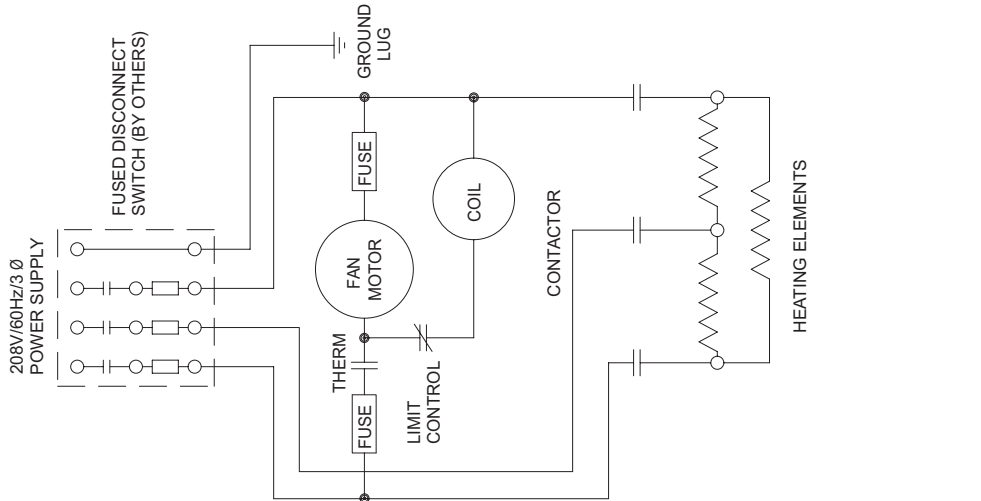 208V/60Hz/3 Ø
POWER SUPPLY
FUSED DISCONNECT
SWITCH (BY OTHERS)
GROUND
LUG
FUSE
FAN
MOTOR
COIL
THERM
FUSE
LIMIT
CONTROL
CONTACTOR
HEATING ELEMENTS